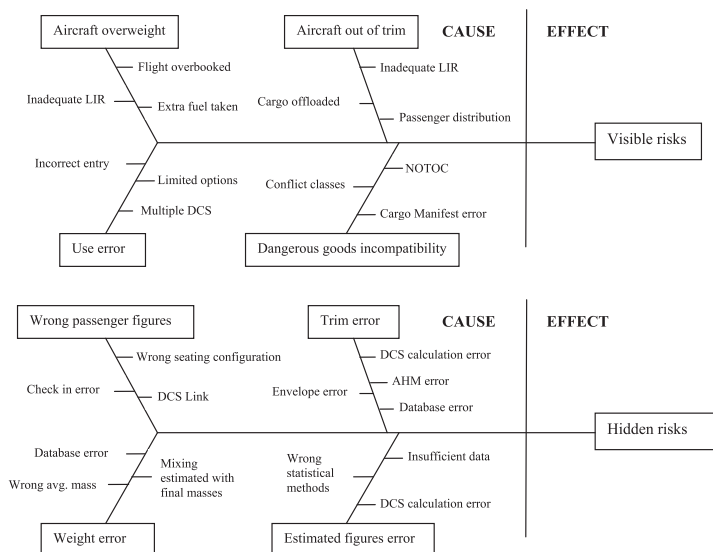 Aircraft overweight
Aircraft out of trim
CAUSE
EFFECT
Flight overbooked
Inadequate LIR
Inadequate LIR
Extra fuel taken
Cargo offloaded
Passenger distribution
Visible risks
Incorrect entry
NOTOC
Limited options
Conflict classes
Multiple DCS
Cargo Manifest error
Use error
Dangerous goods incompatibility
Wrong passenger figures
Trim error
CAUSE
EFFECT
Wrong seating configuration
DCS calculation error
Check in error
DCS Link
Envelope error
AHM error
Database error
Hidden risks
Database error
Wrong avg. mass
Mixing
estimated with
final masses
Wrong
statistical
methods
Insufficient data
DCS calculation error
Weight error
Estimated figures error